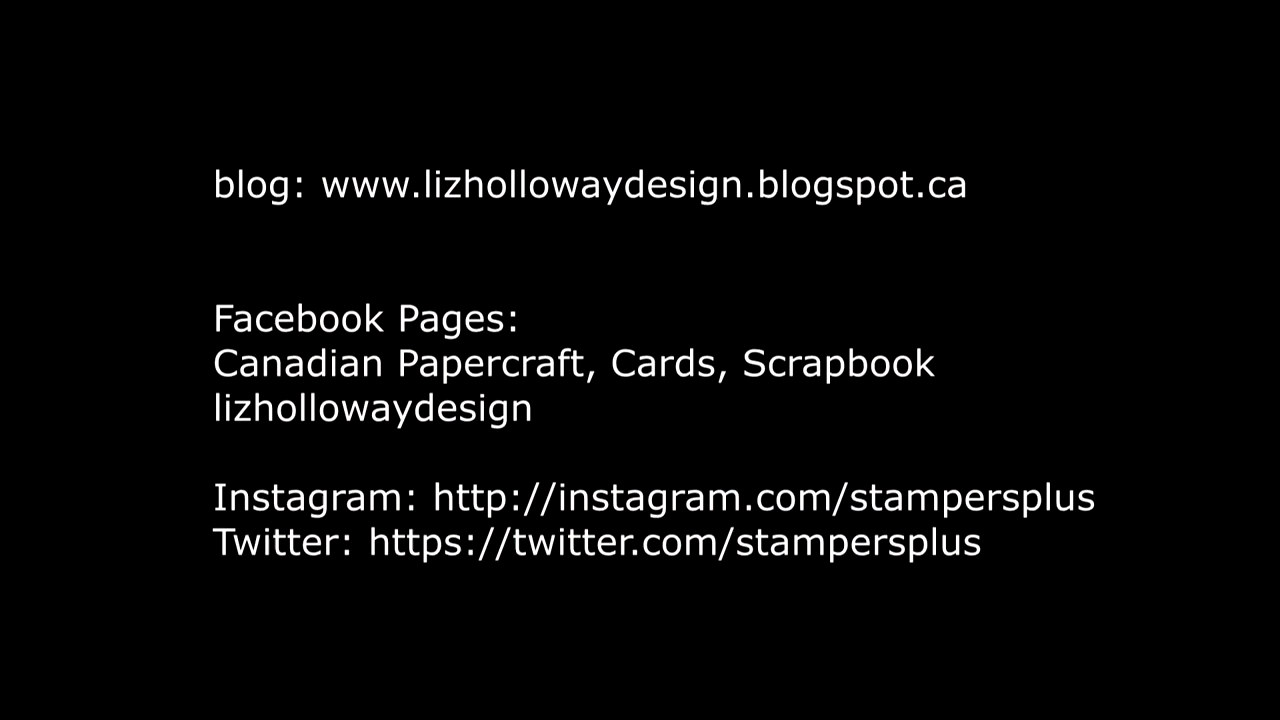 blog: www.lizhollowaydesign.blogspot.ca
Facebook Pages:
Canadian Papercraft, Cards, Scrapbook
lizhollowaydesign
Instagram: http://instagram.com/stampersplus
Twitter: https://twitter.com/stampersplus